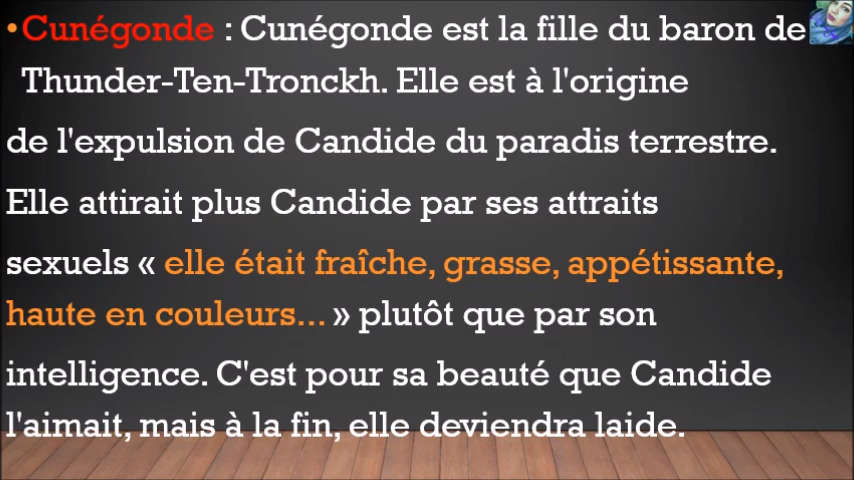 •Cunégonde : Cunégonde est la fille du baron de
Thunder-Ten-Tronckh. Elle est à l'origine
de l'expulsion de Candide du paradis terrestre.
Elle attirait plus Candide par ses attraits
sexuels « elle était fraîche, grasse, appétissante,
haute en couleurs... » plutôt que par son
intelligence. C'est pour sa beauté que Candide
l'aimait, mais à la fin, elle deviendra laide.